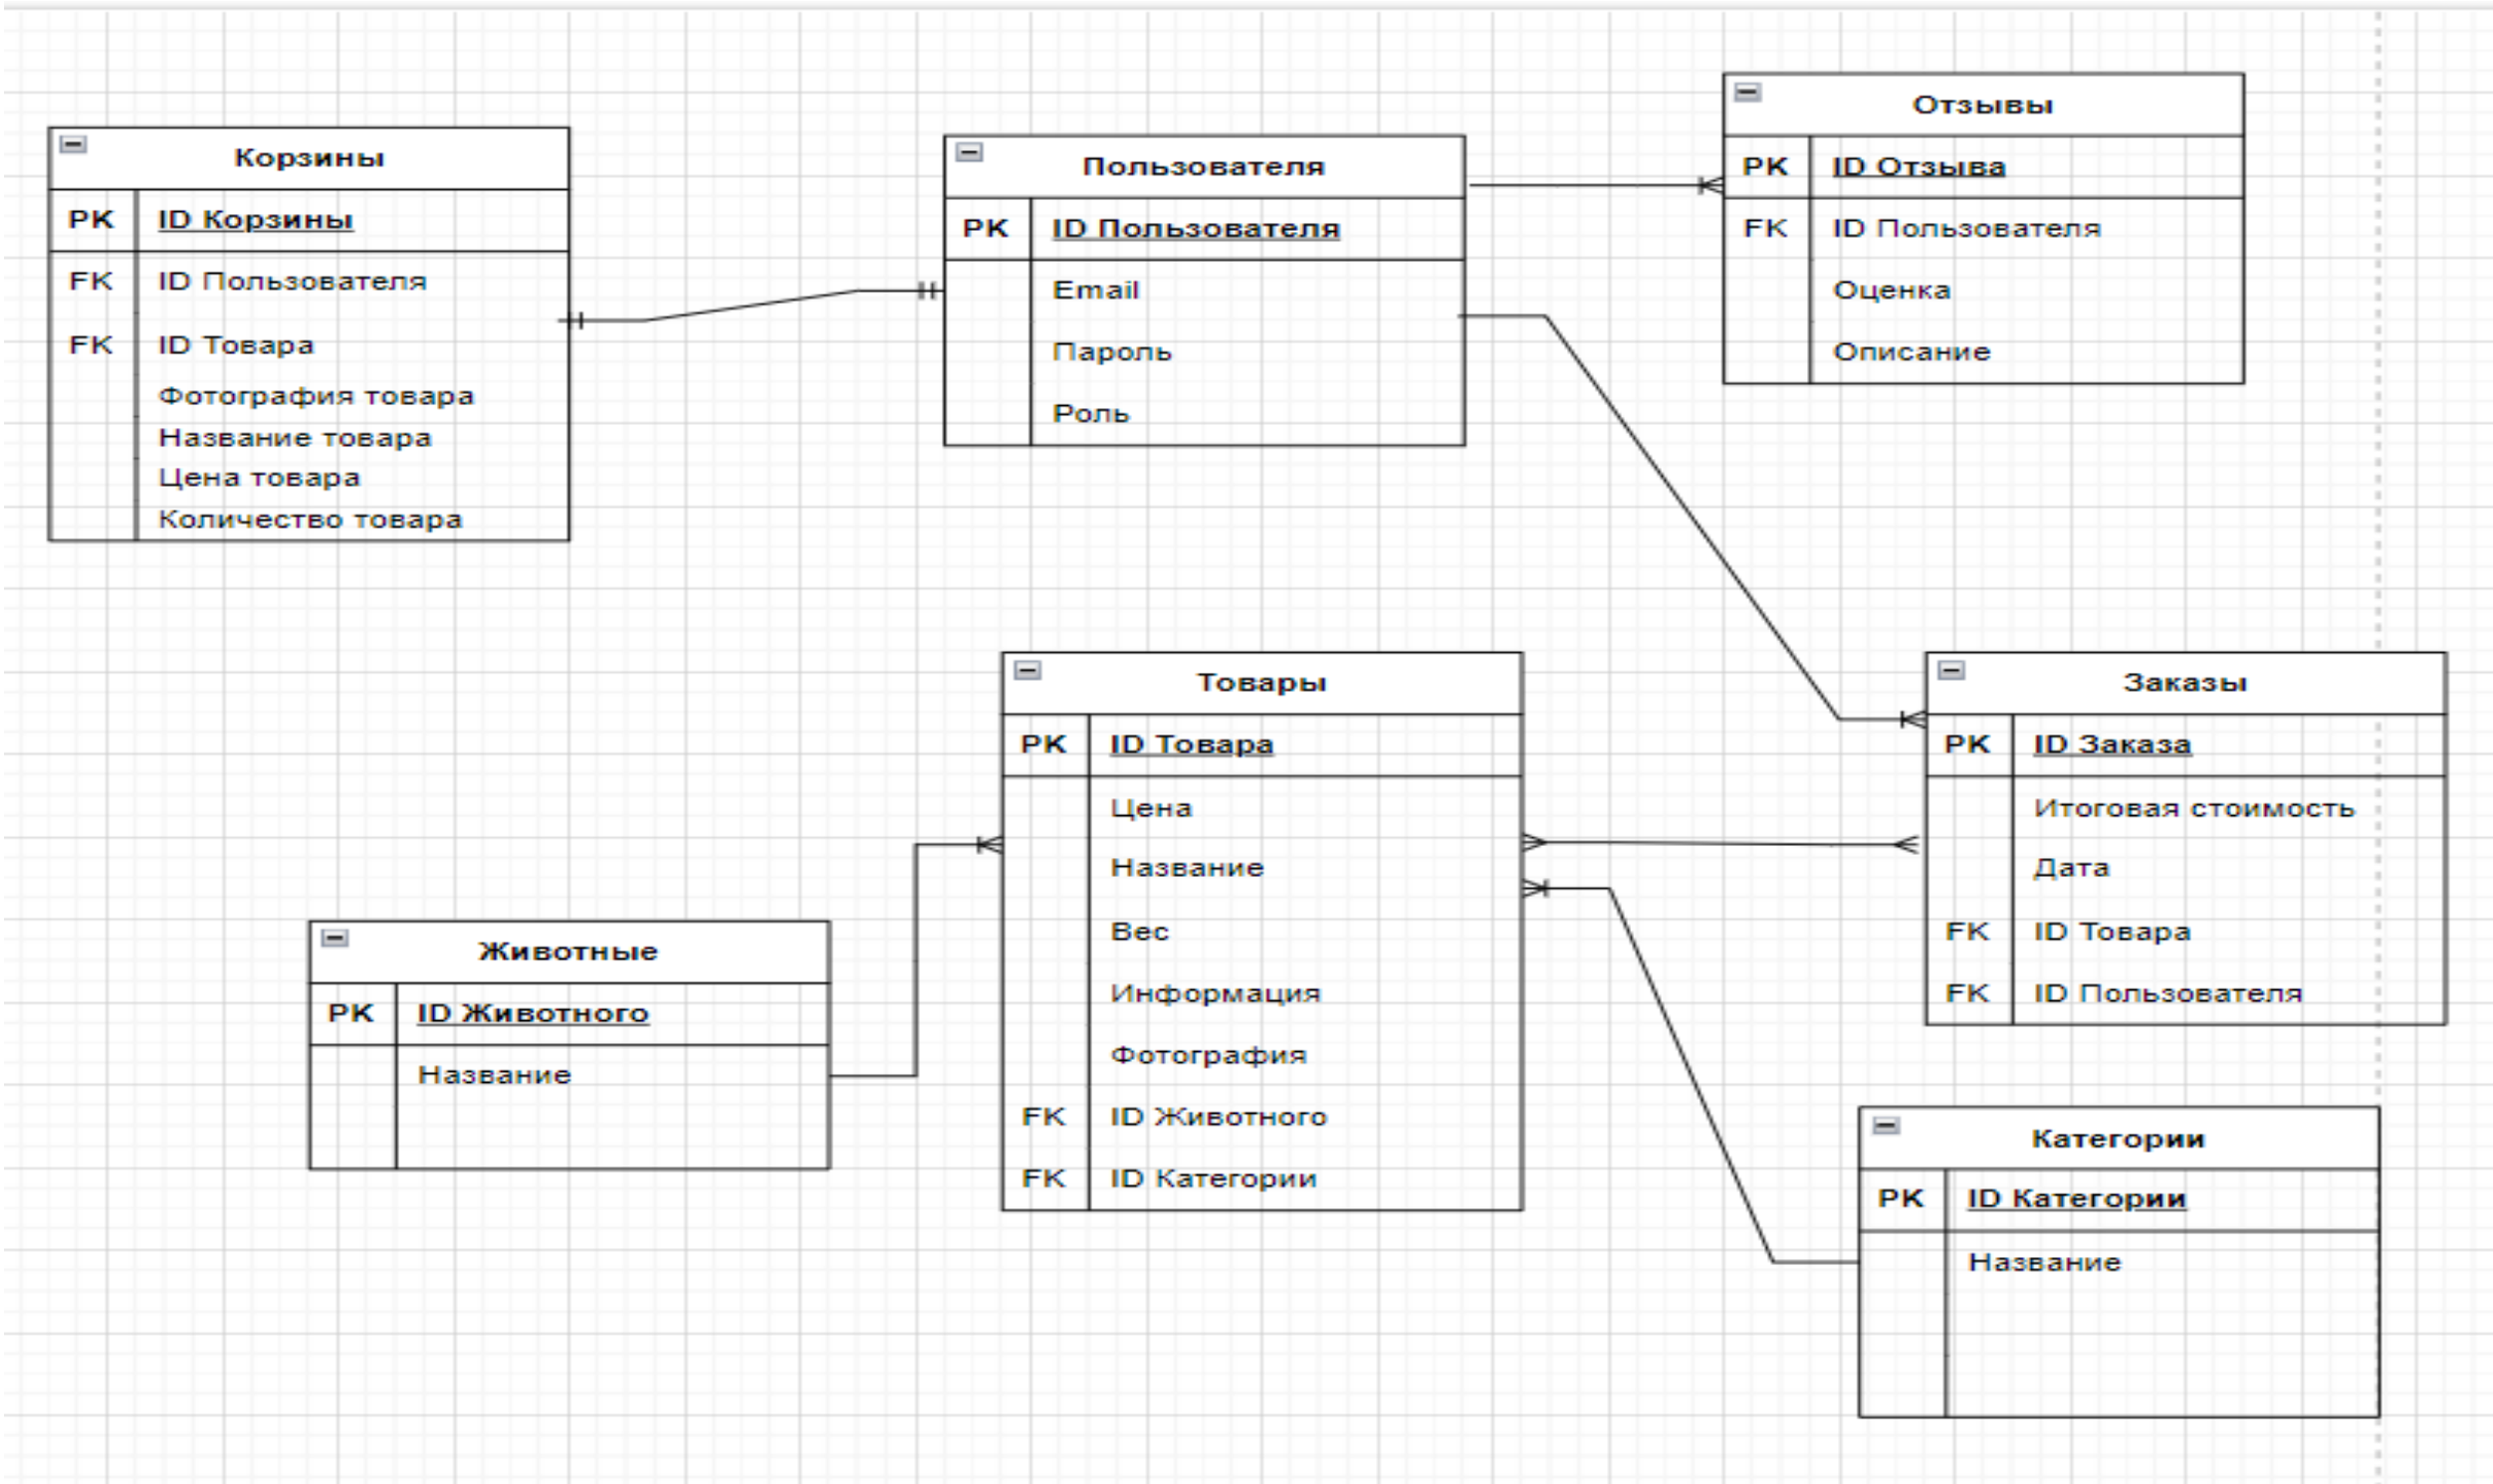 Корзины
PK ID Корзины
FK ID Пользователя
FK ID Товара
Фотография товара
Название товара
Цена товара
Количество товара
Пользователя
PK ID Пользователя
Email
Пароль
Роль
Отзывы
PK ID Отзыва
FK ID Пользователя
Оценка
Описание
Животные
PK ID Животного
Название
Товары
PK ID Товара
Цена
Название
Вес
Информация
Фотография
FK ID Животного
FK ID Категории
Заказы
PK ID Заказа
Итоговая стоимость
Дата
FK ID Товара
FK ID Пользователя
Категории
PK ID Категории
Название